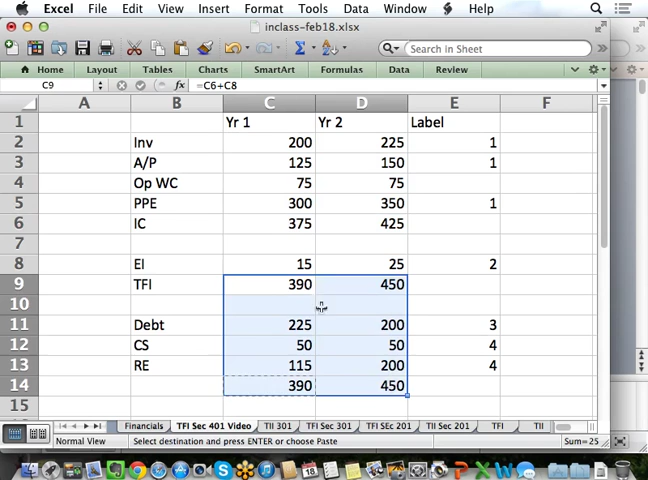 Excel File Edit View Insert Format Tools Data Window Help
inclass-feb18.xlsx
Search in Sheet
Home Layout Tables Charts SmartArt Formulas Data Review
C9 fx =C6+C8
A B C D E F
1 Yr 1 Yr 2 Label
2 Inv 200 225 1
3 A/P 125 150 1
4 Op WC 75 75
5 PPE 300 350 1
6 IC 375 425
7
8 EI 15 25 2
9 TFI 390 450
10
11 Debt 225 200 3
12 CS 50 50 4
13 RE 115 200 4
14 390 450
15
Financials TFI Sec 401 Video TII 301 TFI Sec 301 TFI SEc 201 TII Sec 201 TFI TII
Normal View Select destination and press ENTER or choose Paste Sum=25